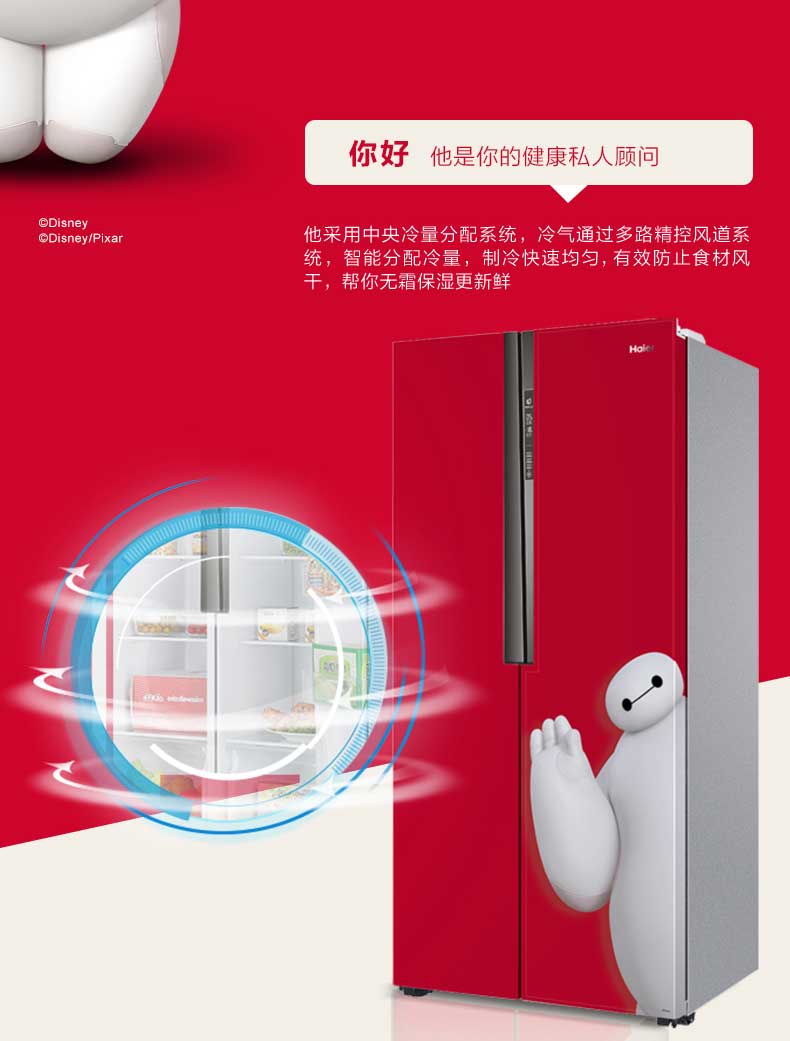 你好 他是你的健康私人顾问
©Disney
©Disney/Pixar
他采用中央冷量分配系统，冷气通过多路精控风道系
统，智能分配冷量，制冷快速均匀，有效防止食材风
干，帮你无霜保湿更新鲜
Haier